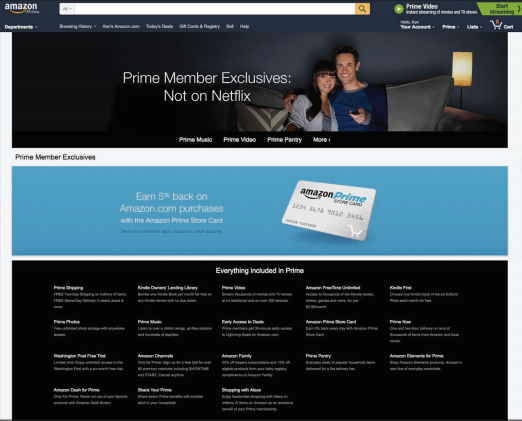 amazon
Prime
All
Prime Video
Instant streaming of movies and TV shows
Start streaming
Departments
Browsing History
Ken's Amazon.com
Today's Deals
Gift Cards & Registry
Sell
Help
Hello, Ken
Your Account
Prime
Lists
0
Cart
Prime Member Exclusives:
Not on Netflix
Prime Music
Prime Video
Prime Pantry
More ›
Prime Member Exclusives
Earn 5% back on
Amazon.com purchases
with the Amazon Prime Store Card
Terms and conditions apply. Subject to credit approval.
amazonPrime
STORE CARD
1234 5678 9012 3456
Everything included in Prime
Prime Shipping
FREE Two-Day Shipping on millions of items.
FREE Same-Day Delivery in select areas &
more.
Kindle Owners' Lending Library
Borrow one Kindle Book per month for free on
any Kindle device with no due dates.
Prime Video
Stream thousands of movies and TV shows
at no additional cost on over 300 devices.
Amazon FreeTime Unlimited
Access to thousands of kid-friendly books,
shows, games and more, for just
Kindle First
Choose one Kindle book of the six Editors'
Picks each month for free.
Prime Photos
Free unlimited photo storage with anywhere
access.
Prime Music
Listen to over a million songs, ad-free stations
and hundreds of playlists.
Early Access to Deals
Prime members get 30-minute early access
to Lightning Deals on Amazon.com.
Amazon Prime Store Card
Earn 5% back every day with Amazon Prime
Store Card.
Prime Now
One and two-hour delivery on tens of
thousands of items from Amazon and local
stores.
Washington Post Free Trial
Limited time: Enjoy unlimited access to the
Washington Post with a six month free trial.
Amazon Channels
Only for Prime: Sign up for a free trial for over
60 premium networks including SHOWTIME
and STARZ. Cancel anytime.
Amazon Family
20% off diapers subscriptions and 15% off
eligible products from your baby registry,
compliments of Amazon Family.
Prime Pantry
Everyday sizes of popular household items
delivered for a flat delivery fee.
Amazon Elements for Prime
Shop Amazon Elements products, Amazon's
own line of everyday essentials.
Amazon Dash for Prime
Only For Prime: Never run out of your favorite
products with Amazon Dash Button.
Share Your Prime
Share select Prime benefits with another
adult in your household.
Shopping with Alexa
Enjoy hands-free shopping with Alexa on
millions of items on Amazon as an exclusive
benefit of your Prime membership.